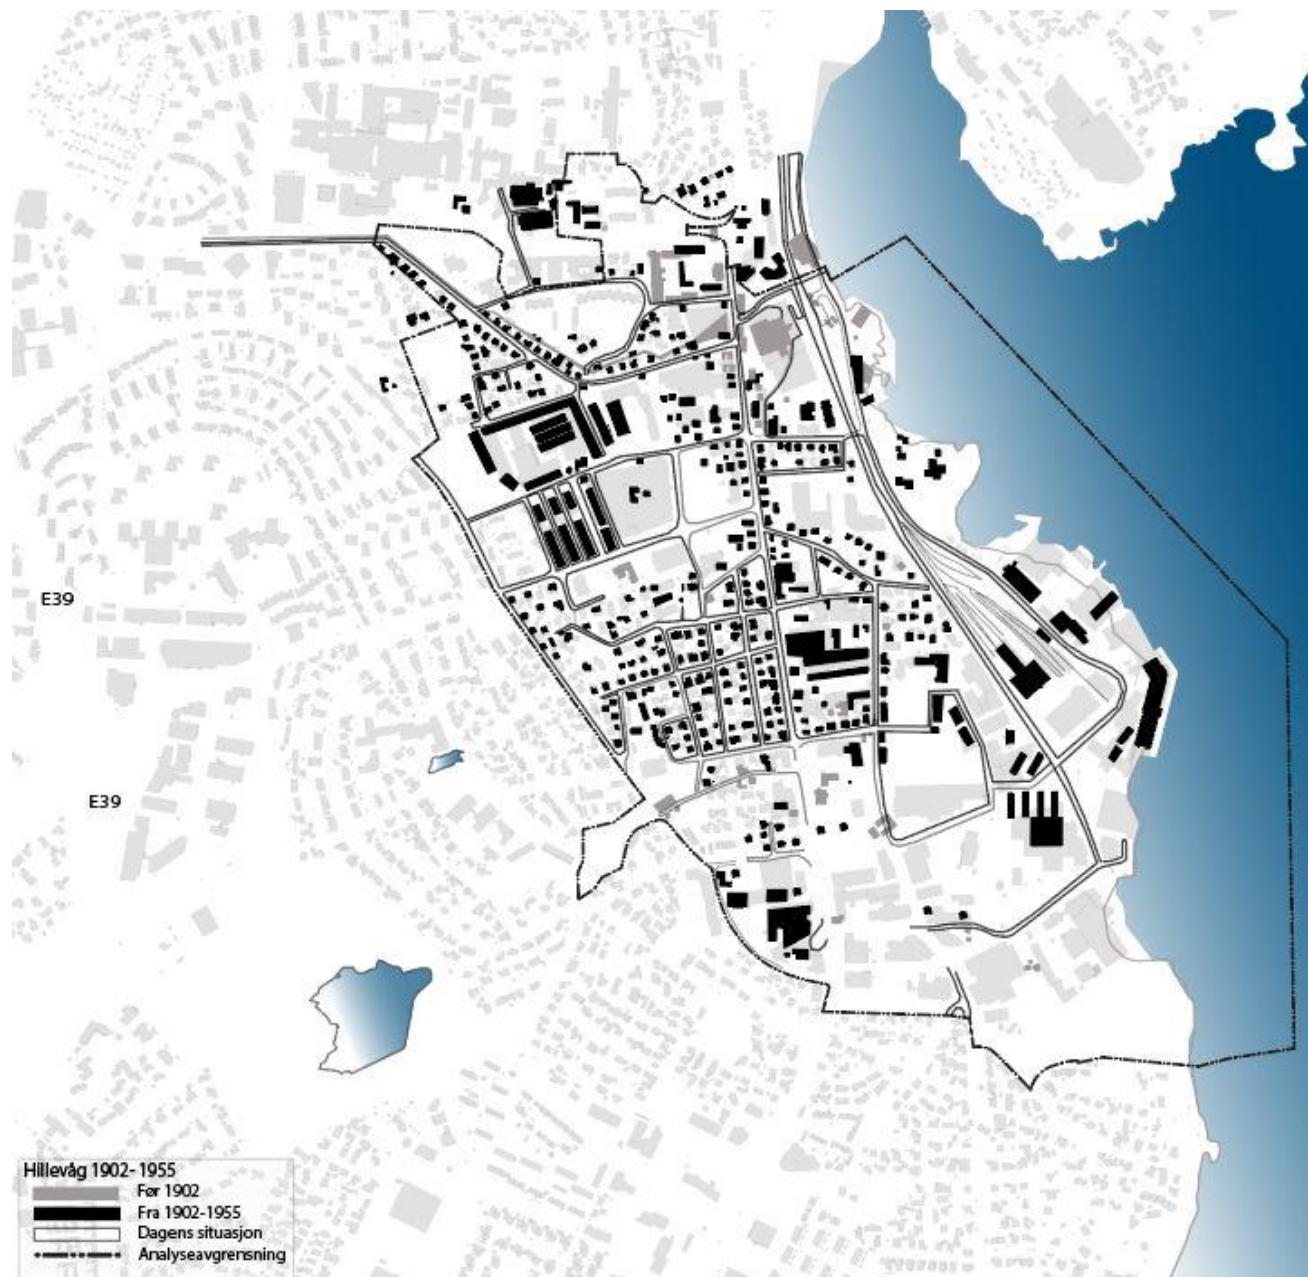 E39
E39
Hillevåg 1902-1955
Før 1902
Fra 1902-1955
Dagens situasjon
Analyseavgrensning